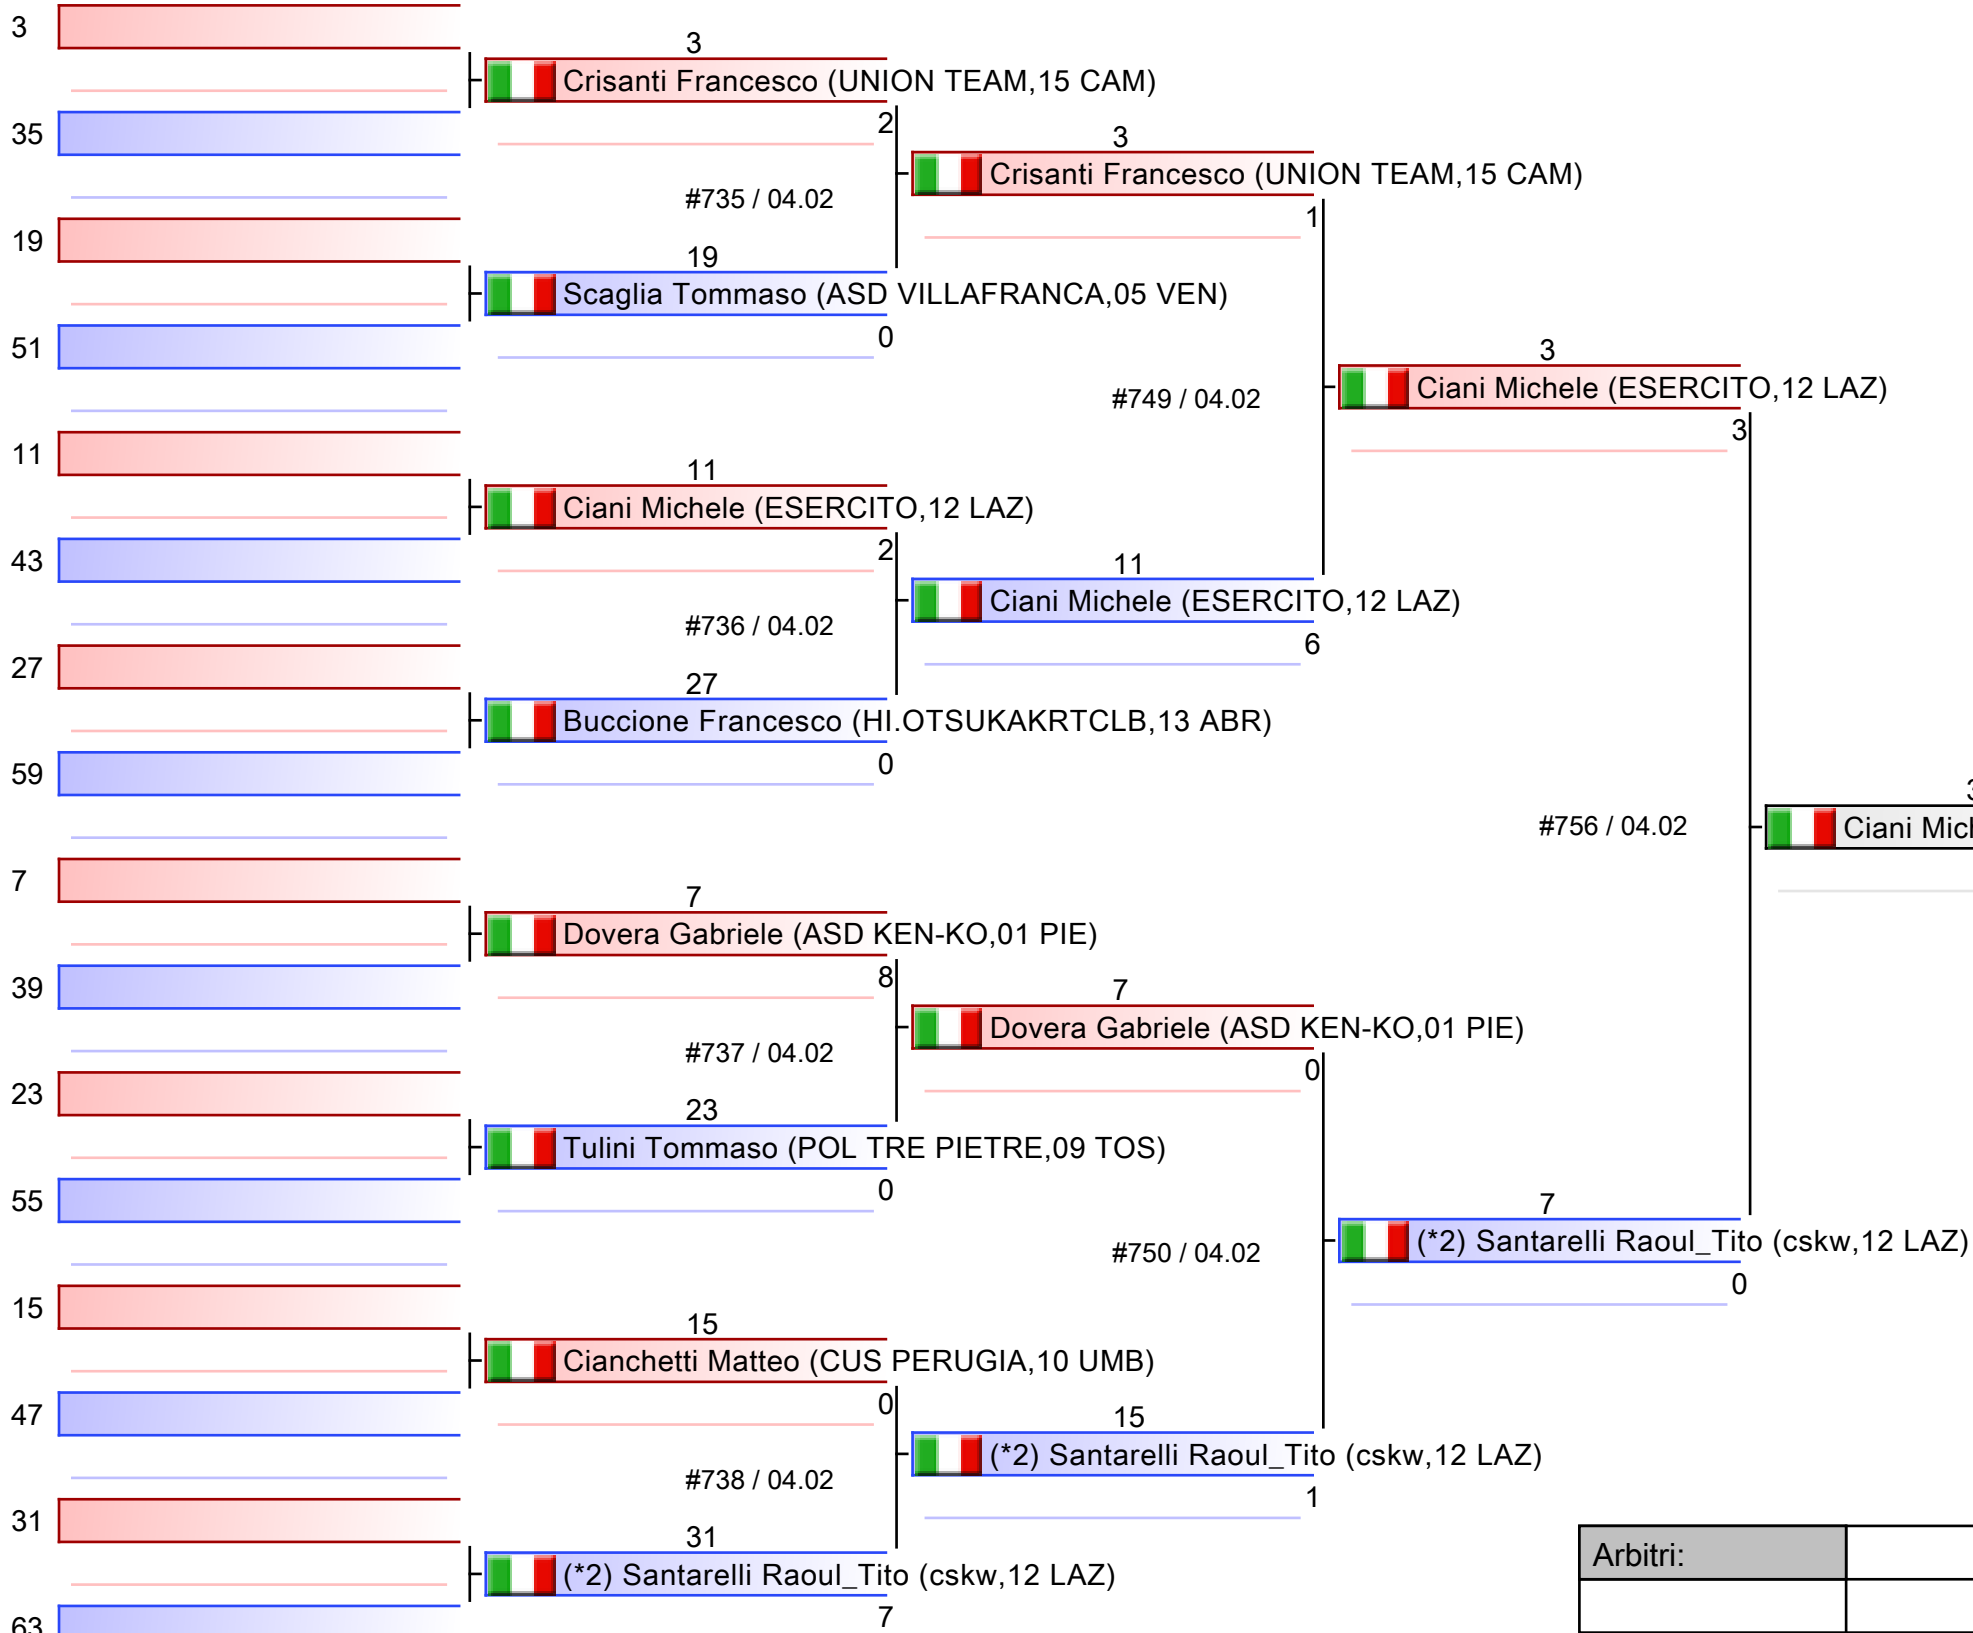 3
3
Crisanti Francesco (UNION TEAM,15 CAM)
2
35
3
Crisanti Francesco (UNION TEAM,15 CAM)
#735 / 04.02
1
19
19
Scaglia Tommaso (ASD VILLAFRANCA,05 VEN)
0
51
3
Ciani Michele (ESERCITO,12 LAZ)
#749 / 04.02
3
11
11
Ciani Michele (ESERCITO,12 LAZ)
2
43
11
Ciani Michele (ESERCITO,12 LAZ)
#736 / 04.02
6
27
27
Buccione Francesco (HI.OTSUKAKRTCLB,13 ABR)
0
59
3
#756 / 04.02
Ciani Mich
7
7
Dovera Gabriele (ASD KEN-KO,01 PIE)
8
39
7
Dovera Gabriele (ASD KEN-KO,01 PIE)
#737 / 04.02
0
23
23
Tulini Tommaso (POL TRE PIETRE,09 TOS)
0
55
7
(*2) Santarelli Raoul_Tito (cskw,12 LAZ)
#750 / 04.02
0
15
15
Cianchetti Matteo (CUS PERUGIA,10 UMB)
0
47
15
(*2) Santarelli Raoul_Tito (cskw,12 LAZ)
#738 / 04.02
1
31
31
(*2) Santarelli Raoul_Tito (cskw,12 LAZ)
7
63
Arbitri: